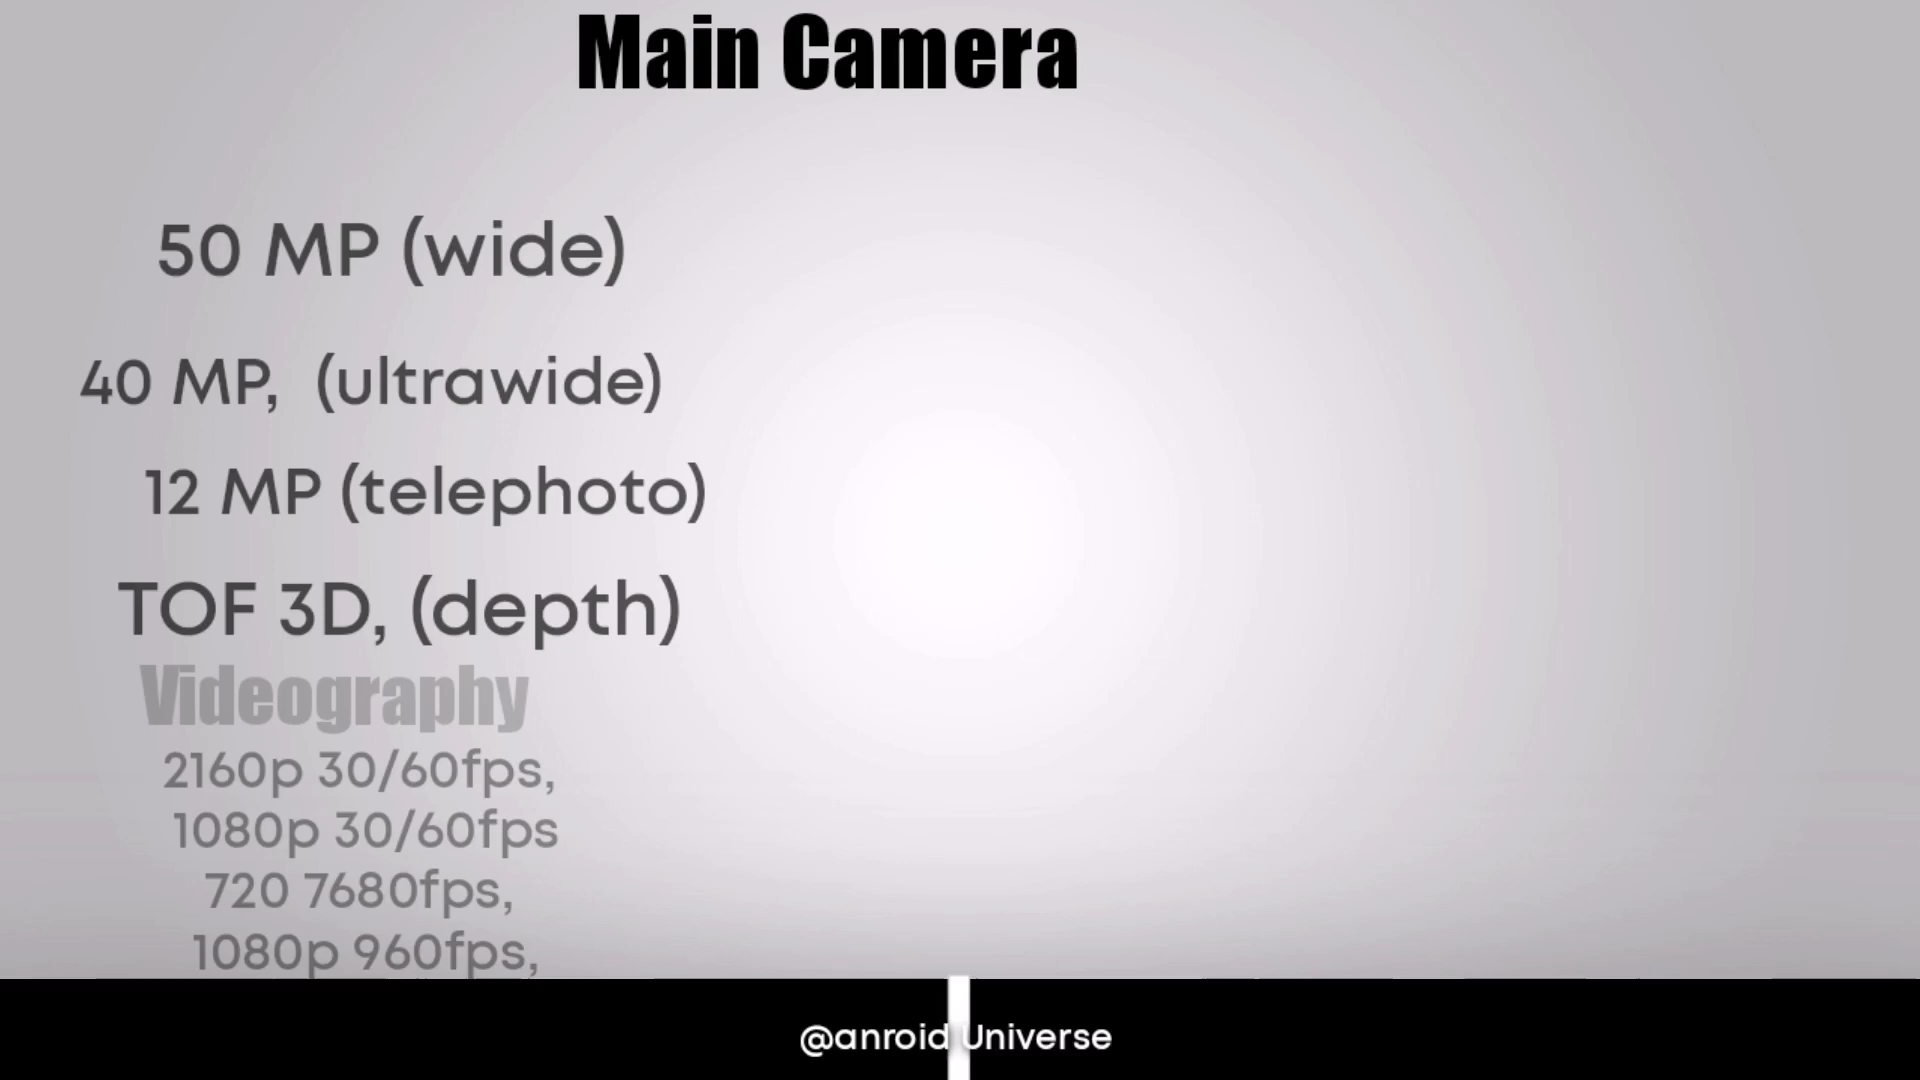 Main Camera
50 MP (wide)
40 MP, (ultrawide)
12 MP (telephoto)
TOF 3D, (depth)
Videography
2160p 30/60fps,
1080p 30/60fps
720 7680fps,
1080p 960fps,
@anroid Universe